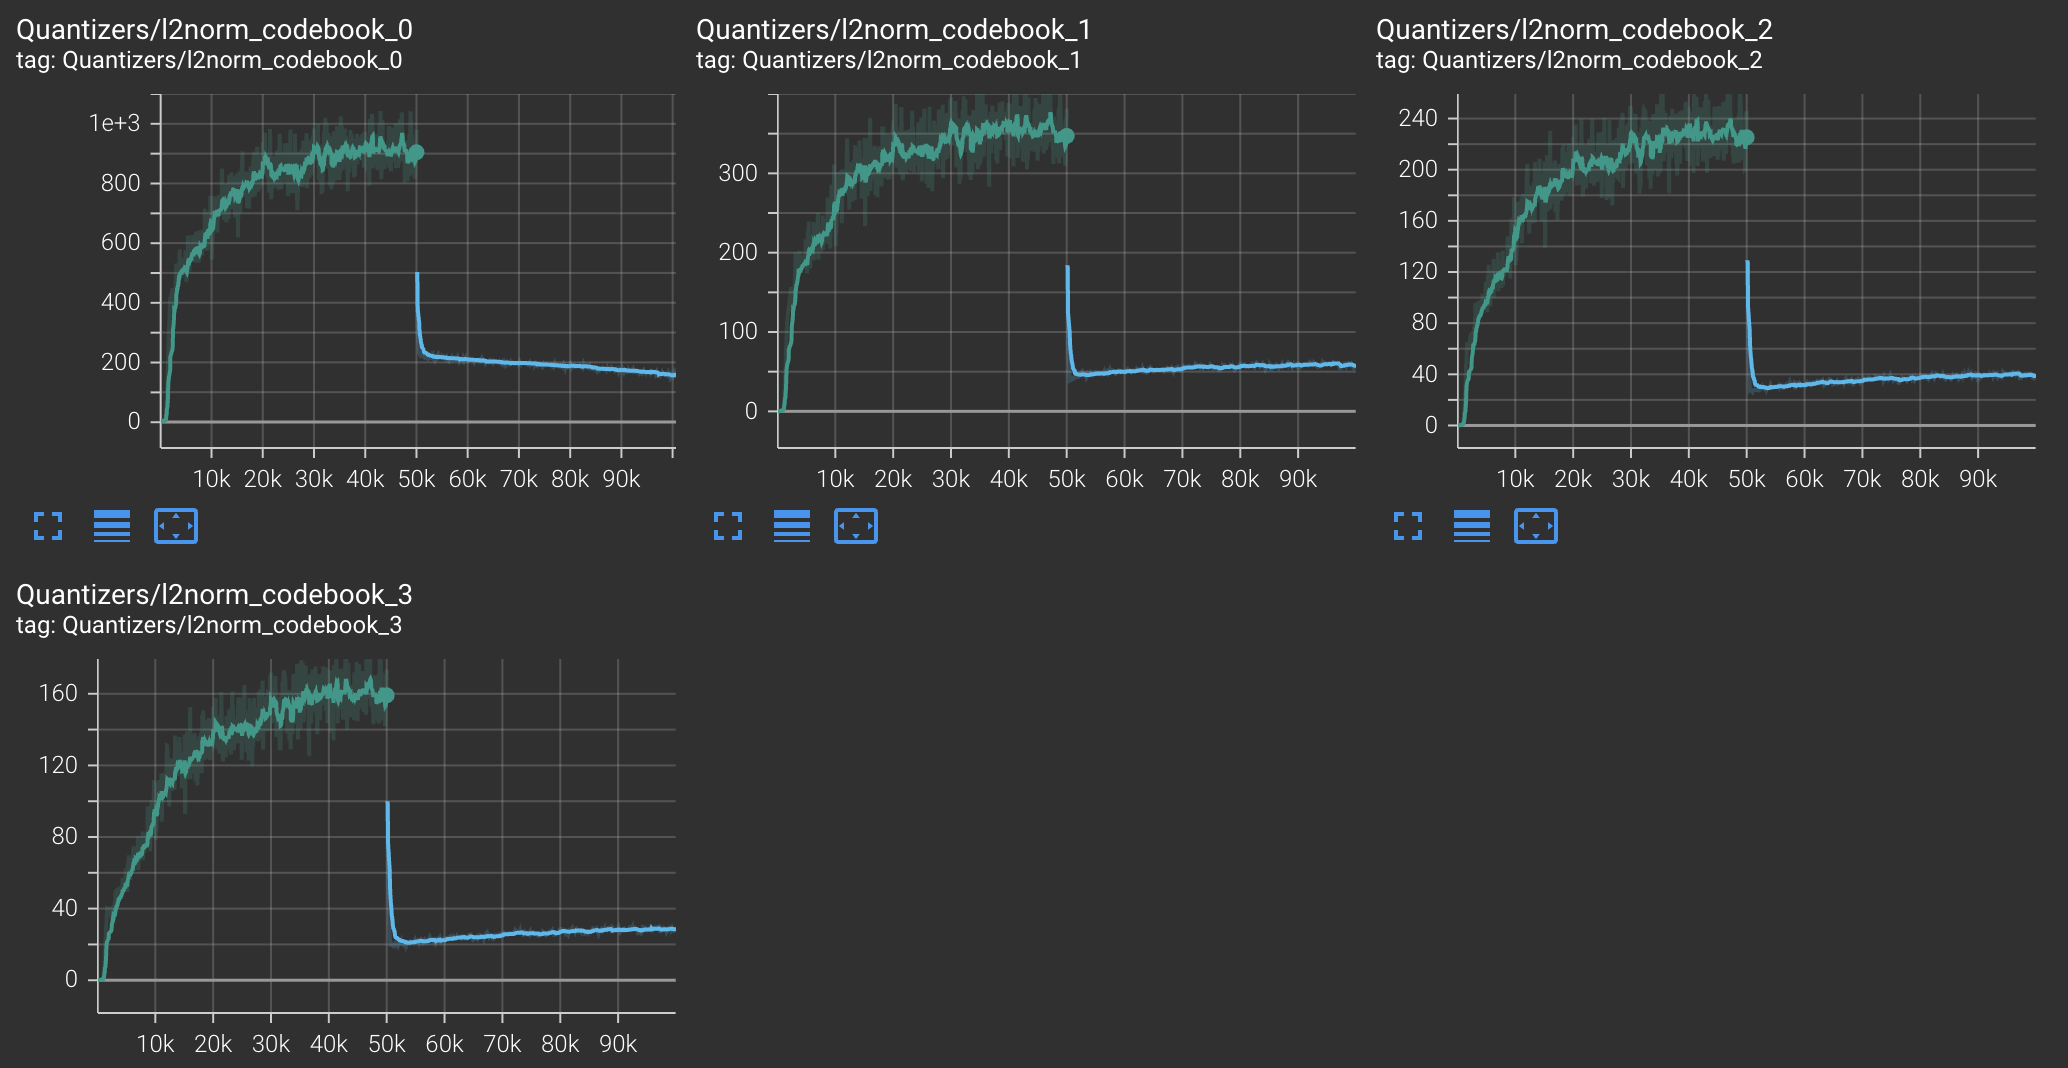 Quantizers/l2norm_codebook_0
tag: Quantizers/l2norm_codebook_0
1e+3
800
600
400
200
0
10k 20k 30k 40k 50k 60k 70k 80k 90k
Quantizers/l2norm_codebook_1
tag: Quantizers/l2norm_codebook_1
300
200
100
0
10k 20k 30k 40k 50k 60k 70k 80k 90k
Quantizers/l2norm_codebook_2
tag: Quantizers/l2norm_codebook_2
240
200
160
120
80
40
0
10k 20k 30k 40k 50k 60k 70k 80k 90k
Quantizers/l2norm_codebook_3
tag: Quantizers/l2norm_codebook_3
160
120
80
40
0
10k 20k 30k 40k 50k 60k 70k 80k 90k